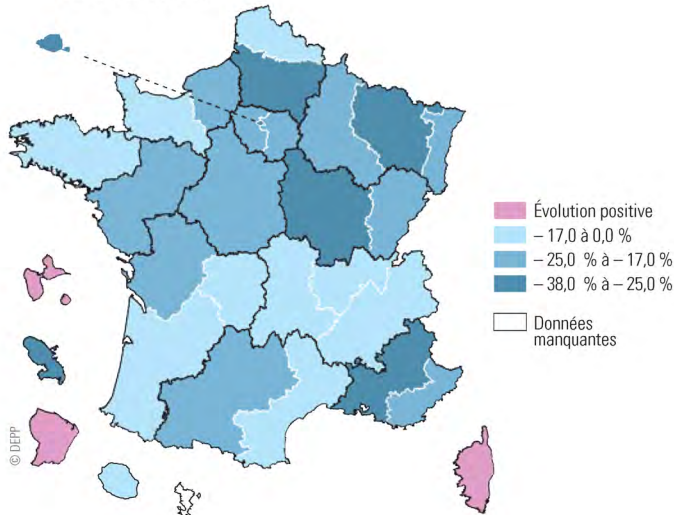 Évolution positive
– 17,0 à 0,0 %
– 25,0 % à – 17,0 %
– 38,0 % à – 25,0 %
Données
manquantes
© DEPP